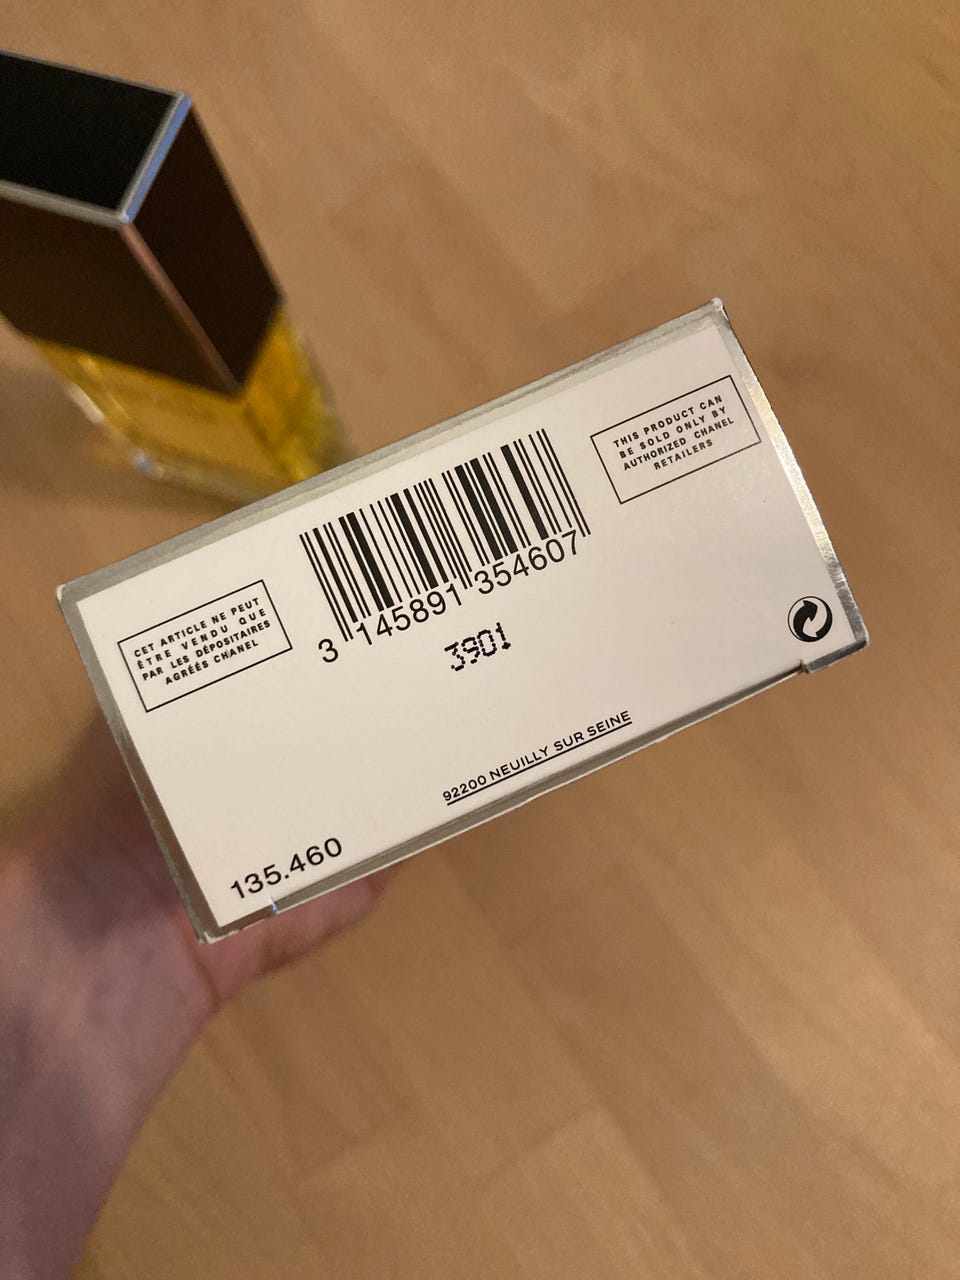 CET ARTICLE NE PEUT
ÊTRE VENDU QUE
PAR LES DÉPOSITAIRES
AGRÉÉS CHANEL
3 145891 354607
THIS PRODUCT CAN
BE SOLD ONLY BY
AUTHORIZED CHANEL
RETAILERS
3901
92200 NEUILLY SUR SEINE
135.460